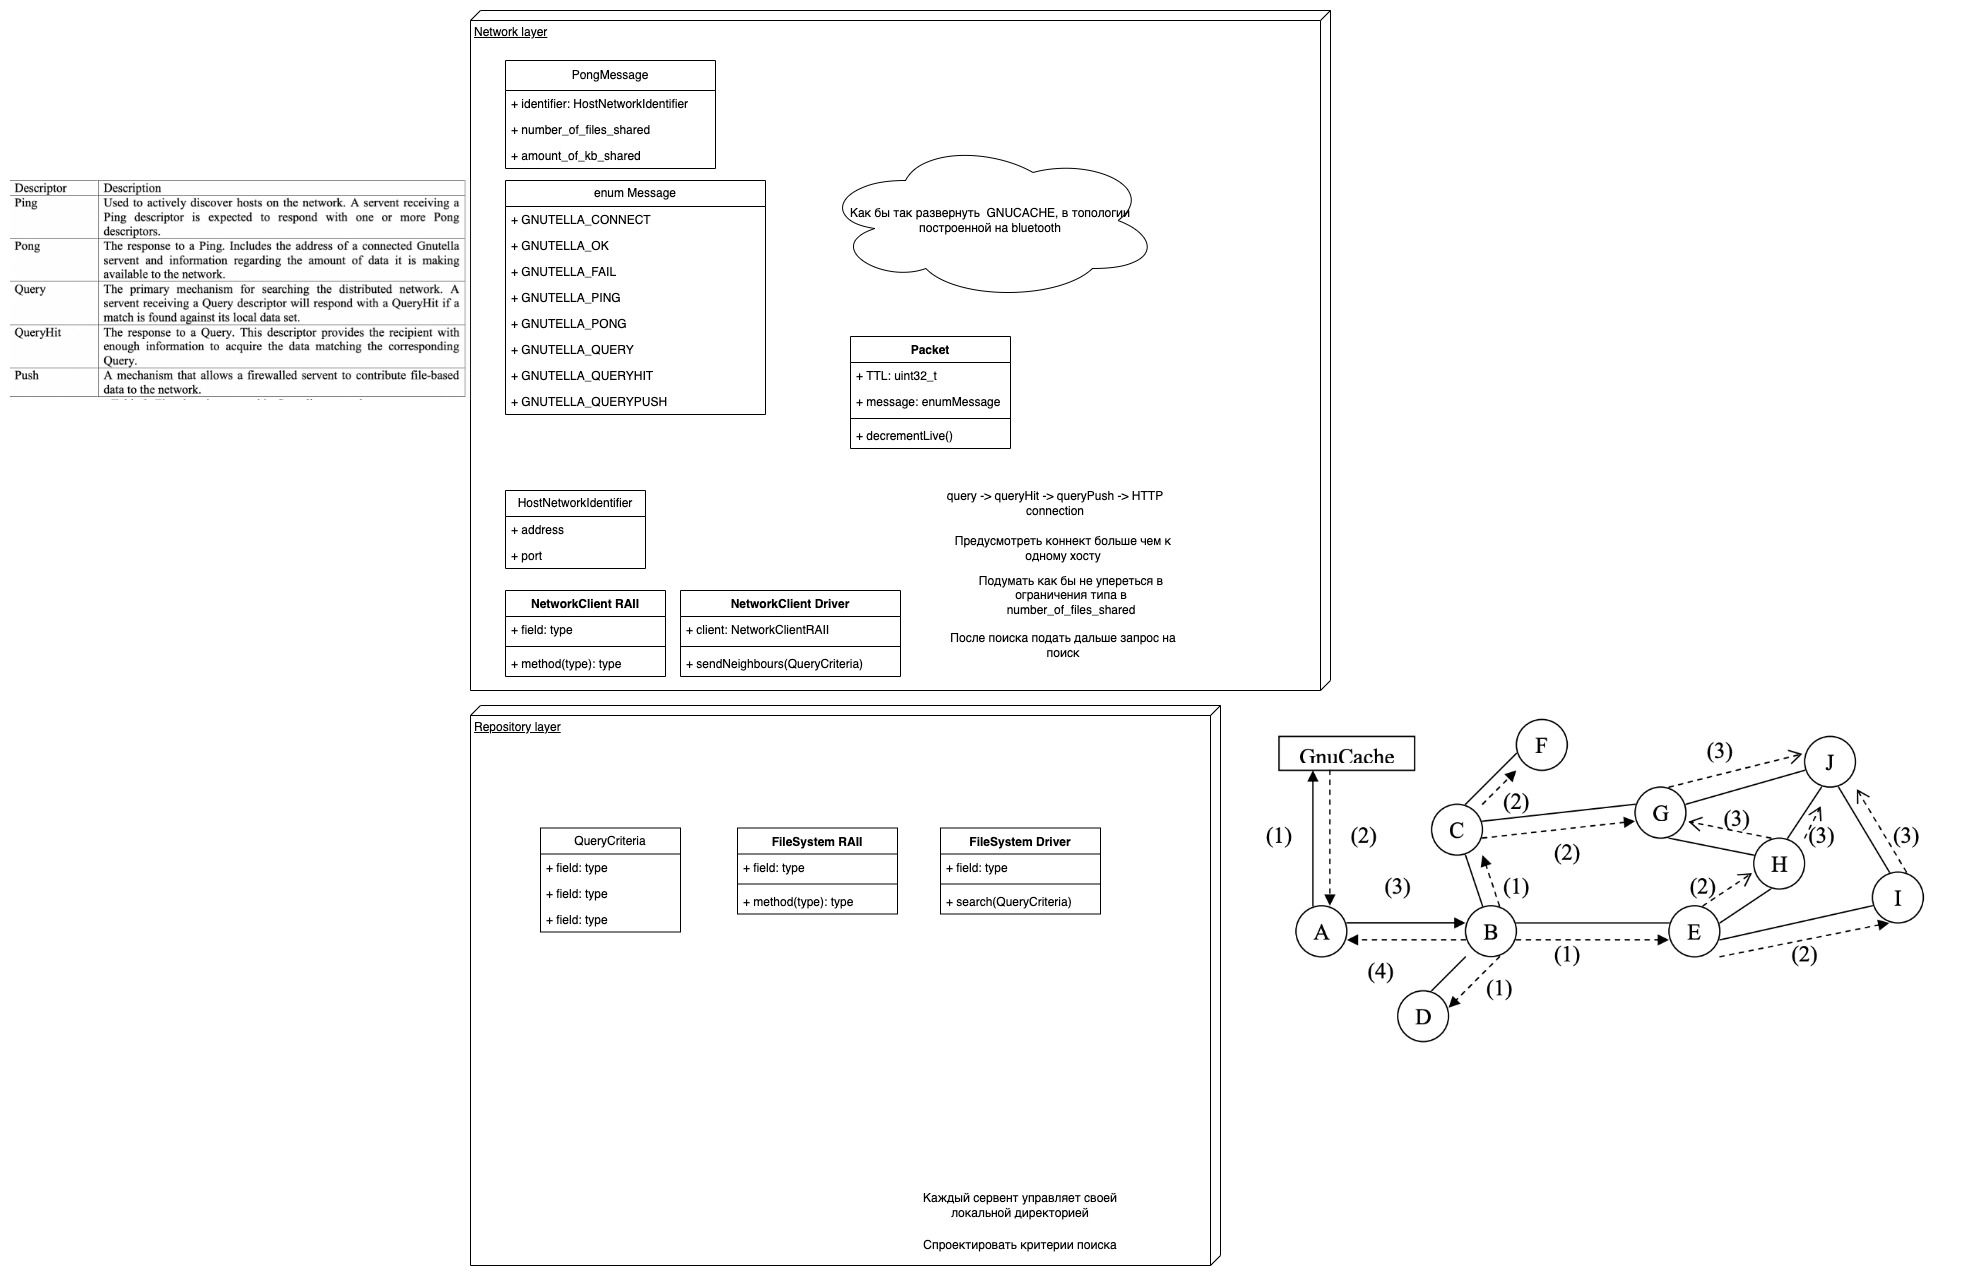 Descriptor Description
Ping Used to actively discover hosts on the network. A servent receiving a
Ping descriptor is expected to respond with one or more Pong
descriptors.
Pong The response to a Ping. Includes the address of a connected Gnutella
servent and information regarding the amount of data it is making
available to the network.
Query The primary mechanism for searching the distributed network. A
servent receiving a Query descriptor will respond with a QueryHit if a
match is found against its local data set.
QueryHit The response to a Query. This descriptor provides the recipient with
enough information to acquire the data matching the corresponding
Query.
Push A mechanism that allows a firewalled servent to contribute file-based
data to the network.
Network layer
PongMessage
+ identifier: HostNetworkIdentifier
+ number_of_files_shared
+ amount_of_kb_shared
enum Message
+ GNUTELLA_CONNECT
+ GNUTELLA_OK
+ GNUTELLA_FAIL
+ GNUTELLA_PING
+ GNUTELLA_PONG
+ GNUTELLA_QUERY
+ GNUTELLA_QUERYHIT
+ GNUTELLA_QUERYPUSH
Как бы так развернуть GNUCACHE, в топологии
построенной на bluetooth
Packet
+ TTL: uint32_t
+ message: enumMessage
+ decrementLive()
HostNetworkIdentifier
+ address
+ port
query -> queryHit -> queryPush -> HTTP
connection
Предусмотреть коннект больше чем к
одному хосту
Подумать как бы не упереться в
ограничения типа в
number_of_files_shared
После поиска подать дальше запрос на
поиск
NetworkClient RAII
+ field: type
+ method(type): type
NetworkClient Driver
+ client: NetworkClientRAII
+ sendNeighbours(QueryCriteria)
Repository layer
QueryCriteria
+ field: type
+ field: type
+ field: type
FileSystem RAII
+ field: type
+ method(type): type
FileSystem Driver
+ field: type
+ search(QueryCriteria)
Каждый сервент управляет своей
локальной директорией
Спроектировать критерии поиска
GnuCache
F
(3)
J
(2)
G
(3)
C
(1)
(2)
(2)
(3)
(3)
H
(3)
(1)
(2)
I
A
B
E
(4)
(1)
(2)
(1)
D